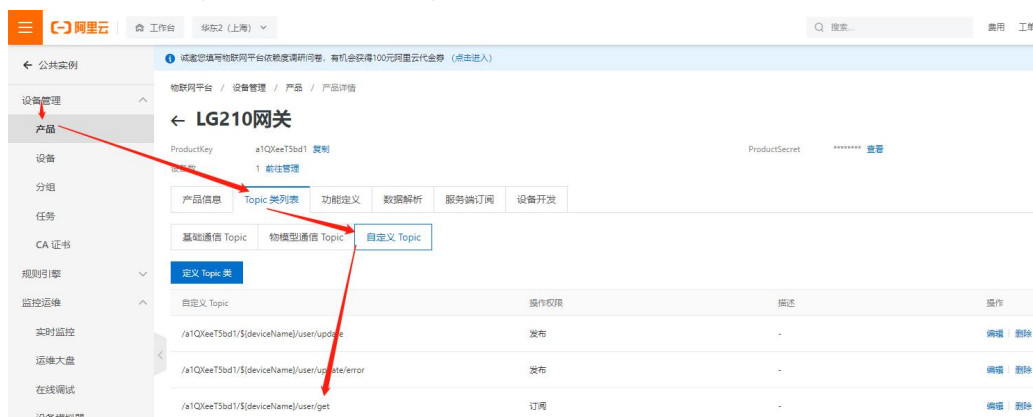 阿里云 工作台 华东2（上海） 搜索... 费用 工单
← 公共实例 诚邀您填写物联网平台依赖度调研问卷，有机会获得100元阿里云代金券（点击进入）
物联网平台 / 设备管理 / 产品 / 产品详情
设备管理
← LG210网关
产品
ProductKey a1QXeeT5bd1 复制 ProductSecret ******** 查看
设备
1 前往管理
分组
产品信息 Topic 类列表 功能定义 数据解析 服务端订阅 设备开发
任务
基础通信 Topic 物模型通信 Topic 自定义 Topic
CA 证书
规则引擎
定义 Topic 类
监控运维
自定义 Topic 操作权限 描述 操作
实时监控
/a1QXeeT5bd1/${deviceName}/user/update 发布 - 编辑 删除
运维大盘
/a1QXeeT5bd1/${deviceName}/user/update/error 发布 - 编辑 删除
在线调试
/a1QXeeT5bd1/${deviceName}/user/get 订阅 - 编辑 删除